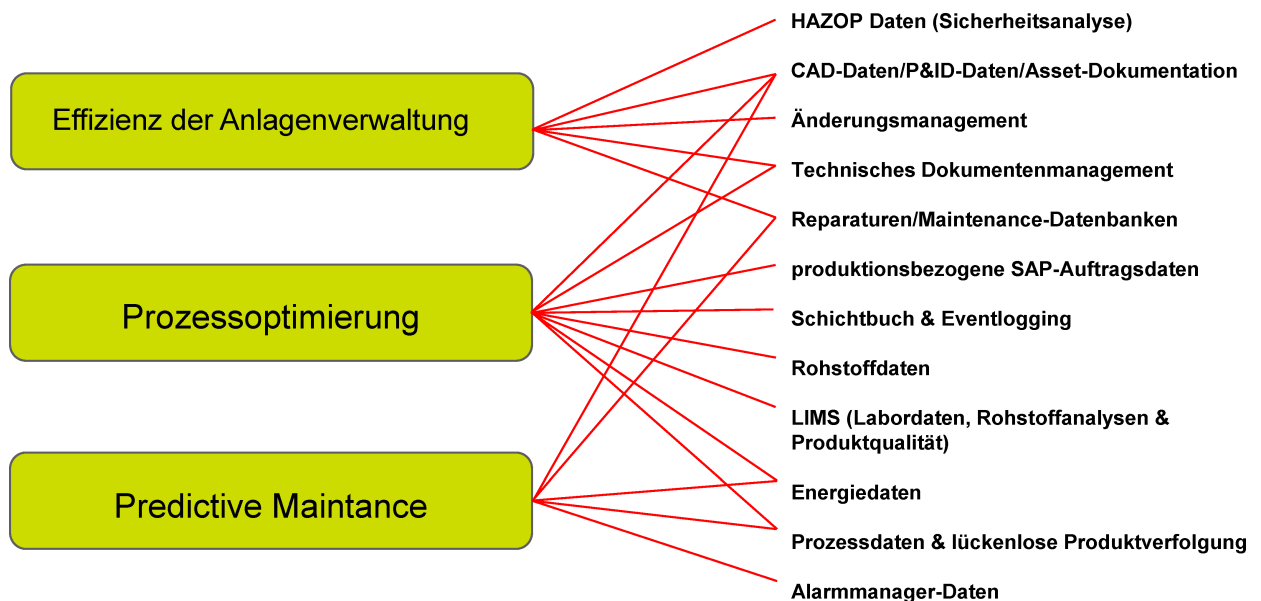 Effizienz der Anlagenverwaltung
Prozessoptimierung
Predictive Maintance
HAZOP Daten (Sicherheitsanalyse)
CAD-Daten/P&ID-Daten/Asset-Dokumentation
Änderungsmanagement
Technisches Dokumentenmanagement
Reparaturen/Maintenance-Datenbanken
produktionsbezogene SAP-Auftragsdaten
Schichtbuch & Eventlogging
Rohstoffdaten
LIMS (Labordaten, Rohstoffanalysen &
Produktqualität)
Energiedaten
Prozessdaten & lückenlose Produktverfolgung
Alarmmanager-Daten